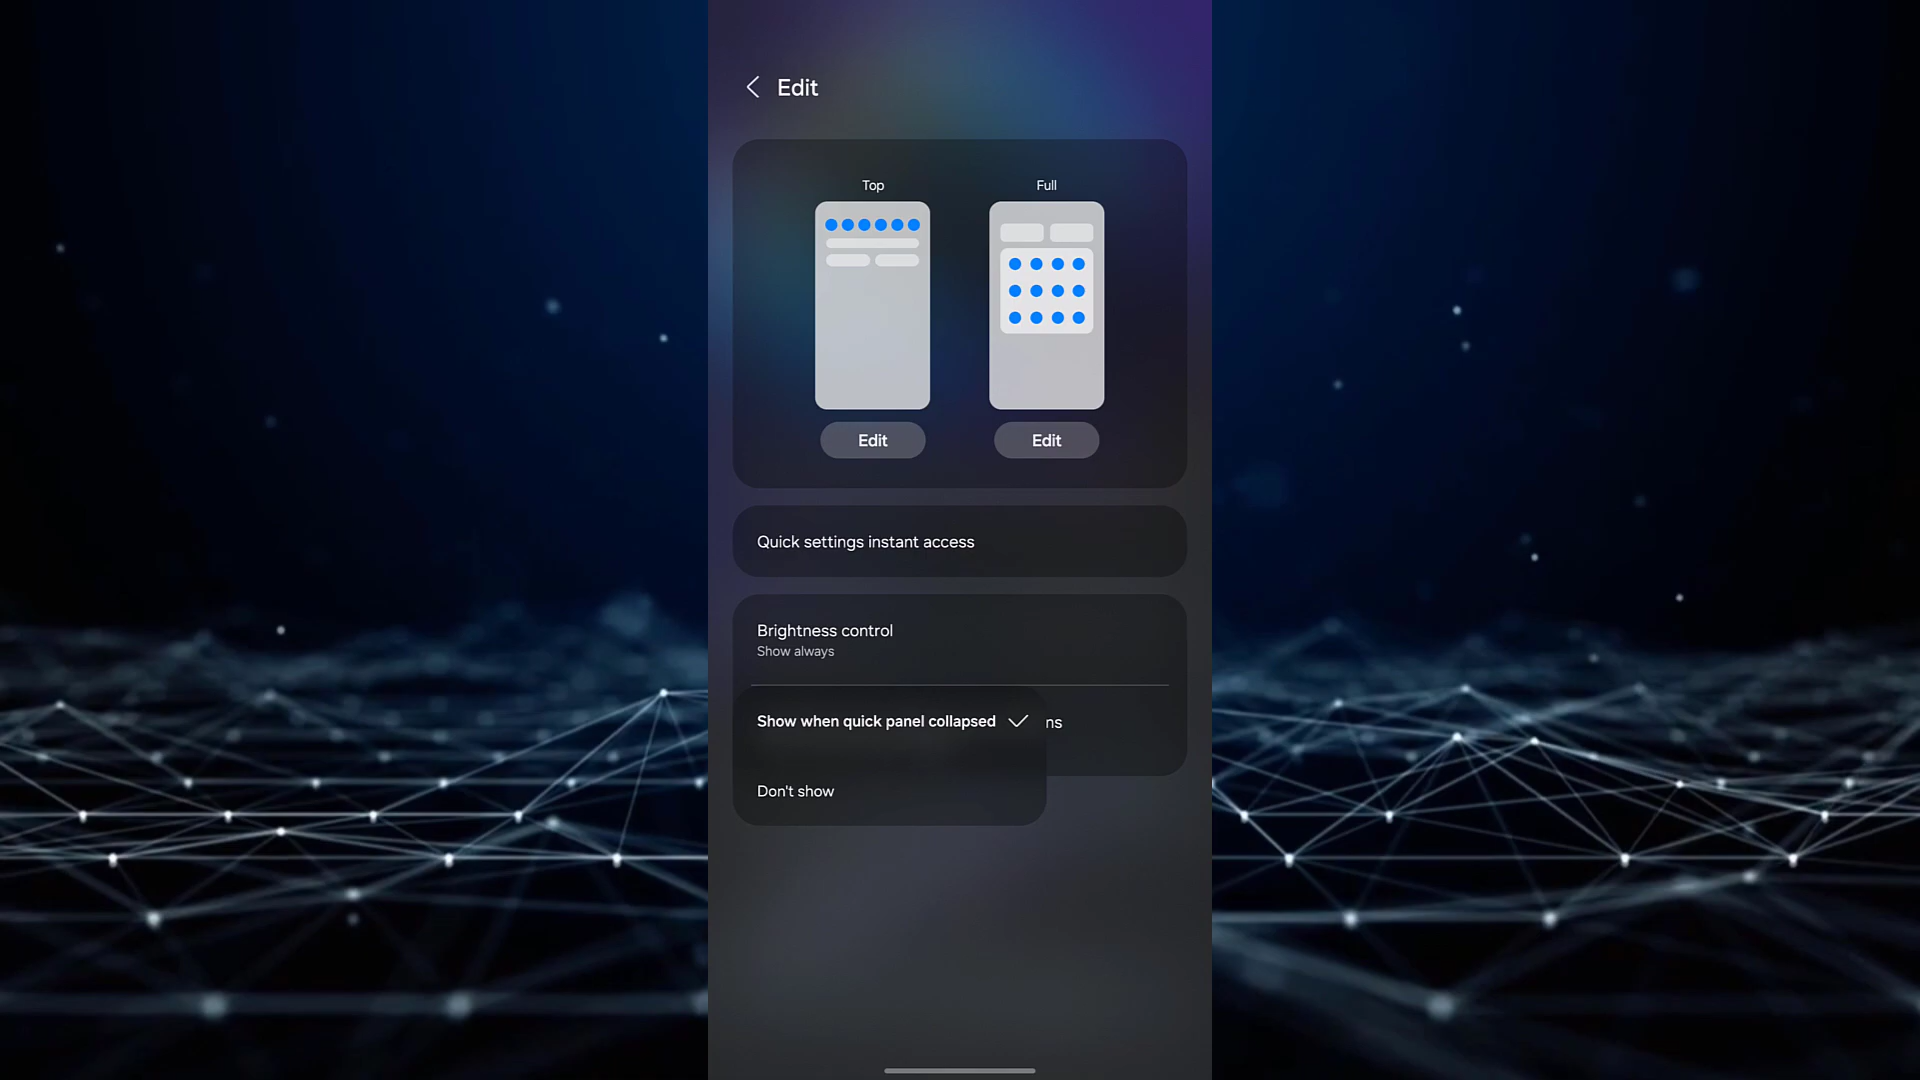 Edit
Top
Full
Edit
Edit
Quick settings instant access
Brightness control
Show always
Show when quick panel collapsed
ns
Don't show